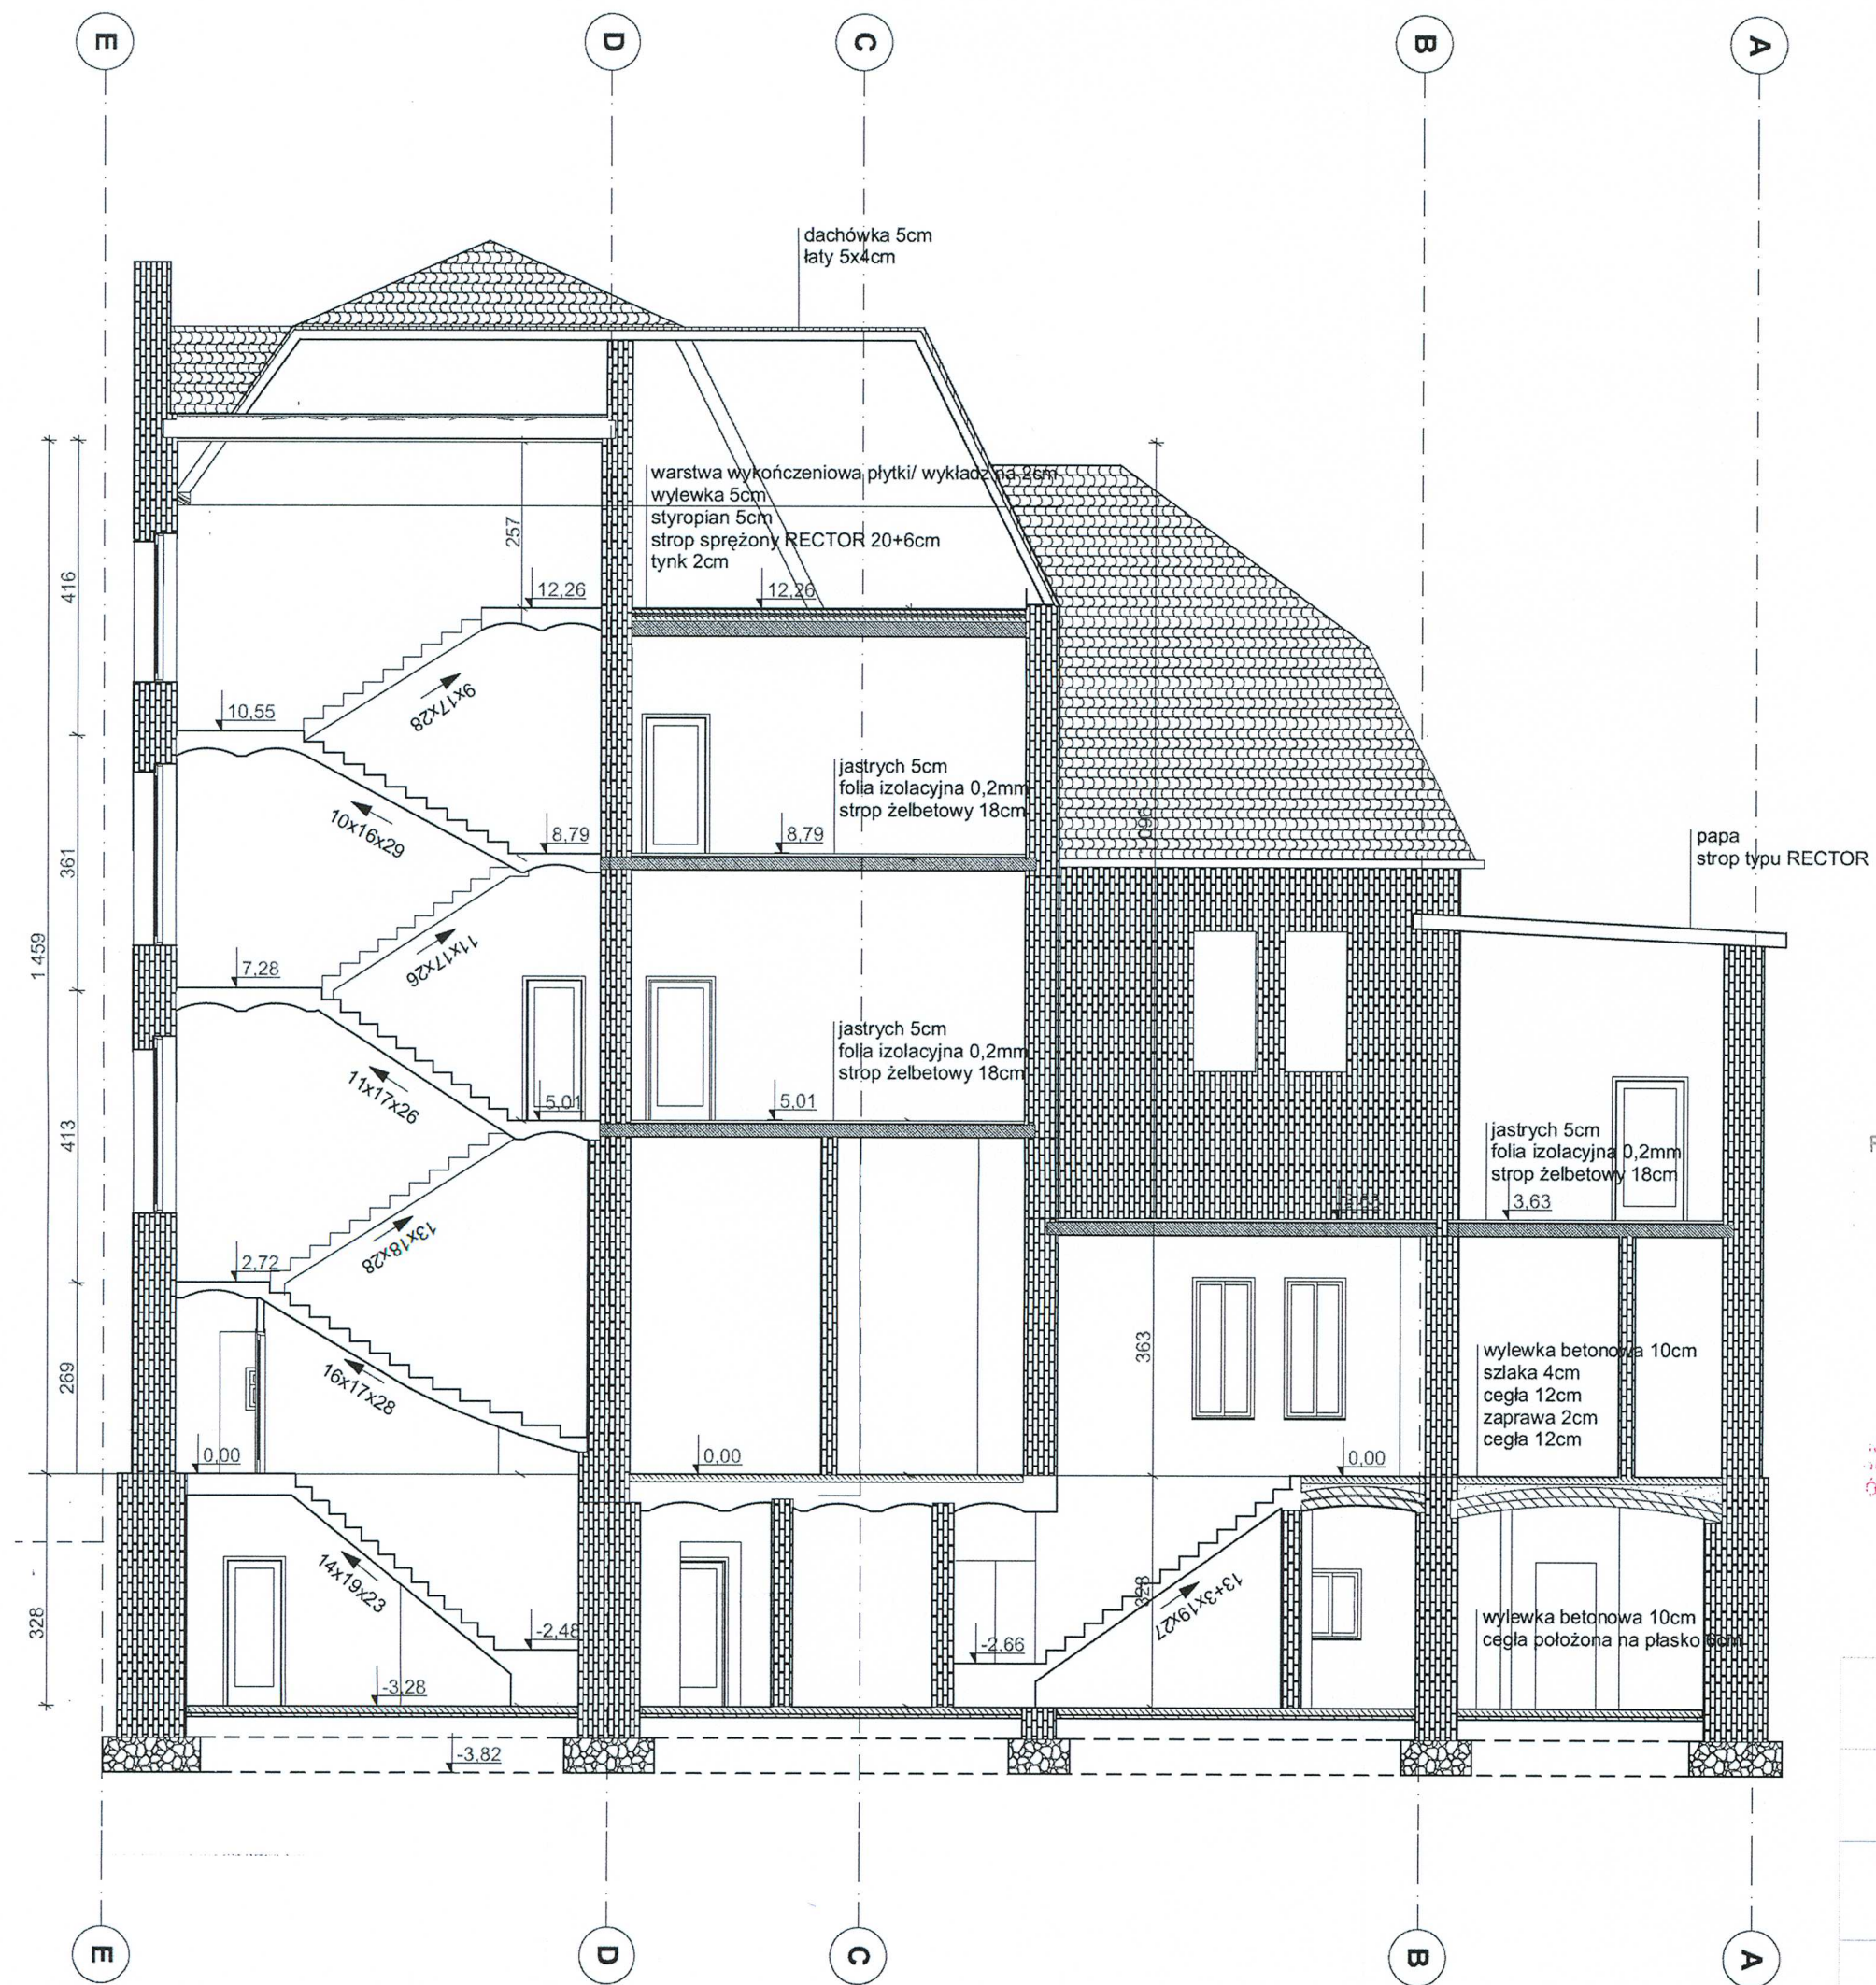 E
D
C
B
A
dachówka 5cm
łaty 5x4cm
warstwa wykończeniowa płytki/ wykładzina 2cm
wylewka 5cm
styropian 5cm
strop sprężony RECTOR 20+6cm
tynk 2cm
257
416
12,26
12,26
9x17x28
10,55
jastrych 5cm
folia izolacyjna 0,2mm
strop żelbetowy 18cm
10x16x29
8,79
8,79
papa
strop typu RECTOR
361
1 459
11x17x26
7,28
jastrych 5cm
folia izolacyjna 0,2mm
strop żelbetowy 18cm
11x17x26
5,01
5,01
413
jastrych 5cm
folia izolacyjna 0,2mm
strop żelbetowy 18cm
3,63
13x18x28
2,72
363
269
16x17x28
wylewka betonowa 10cm
szlaka 4cm
cegła 12cm
zaprawa 2cm
cegła 12cm
0,00
0,00
0,00
14x19x23
328
328
13+3x19x27
wylewka betonowa 10cm
cegła położona na płasko 6cm
-2,48
-2,66
-3,28
-3,82
E
D
C
B
A